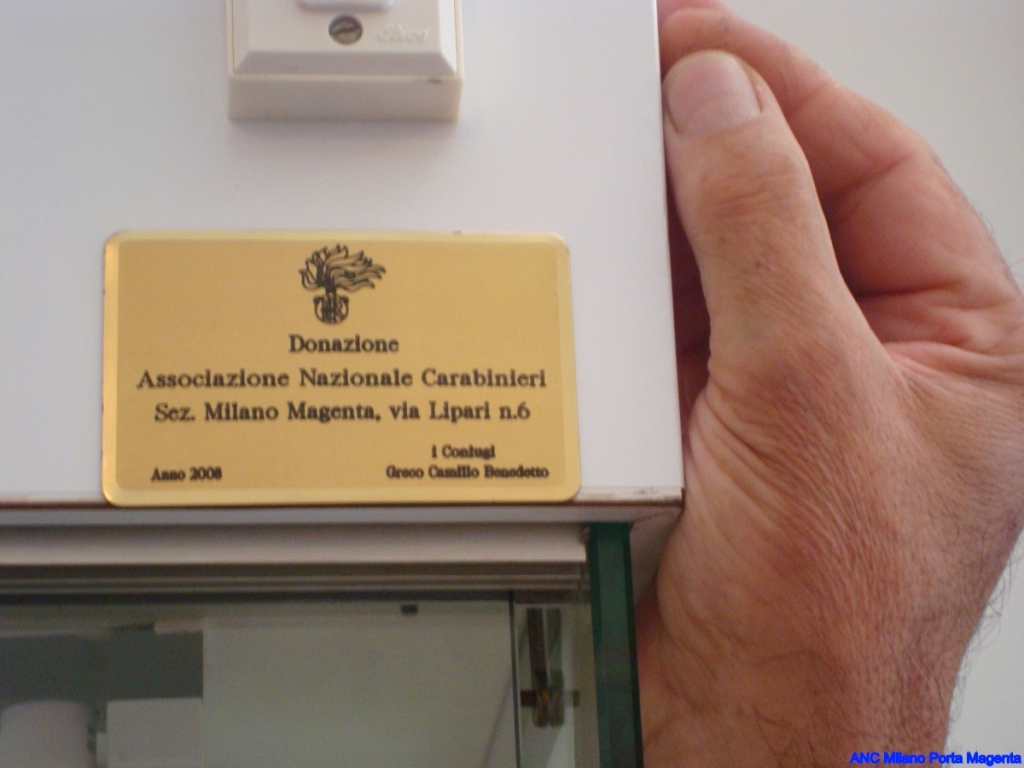 Donazione
Associazione Nazionale Carabinieri
Sez. Milano Magenta, via Lipari n.6
i Coniugi
Anno 2008 Greco Camillo Benedetto
ANC Milano Porta Magenta